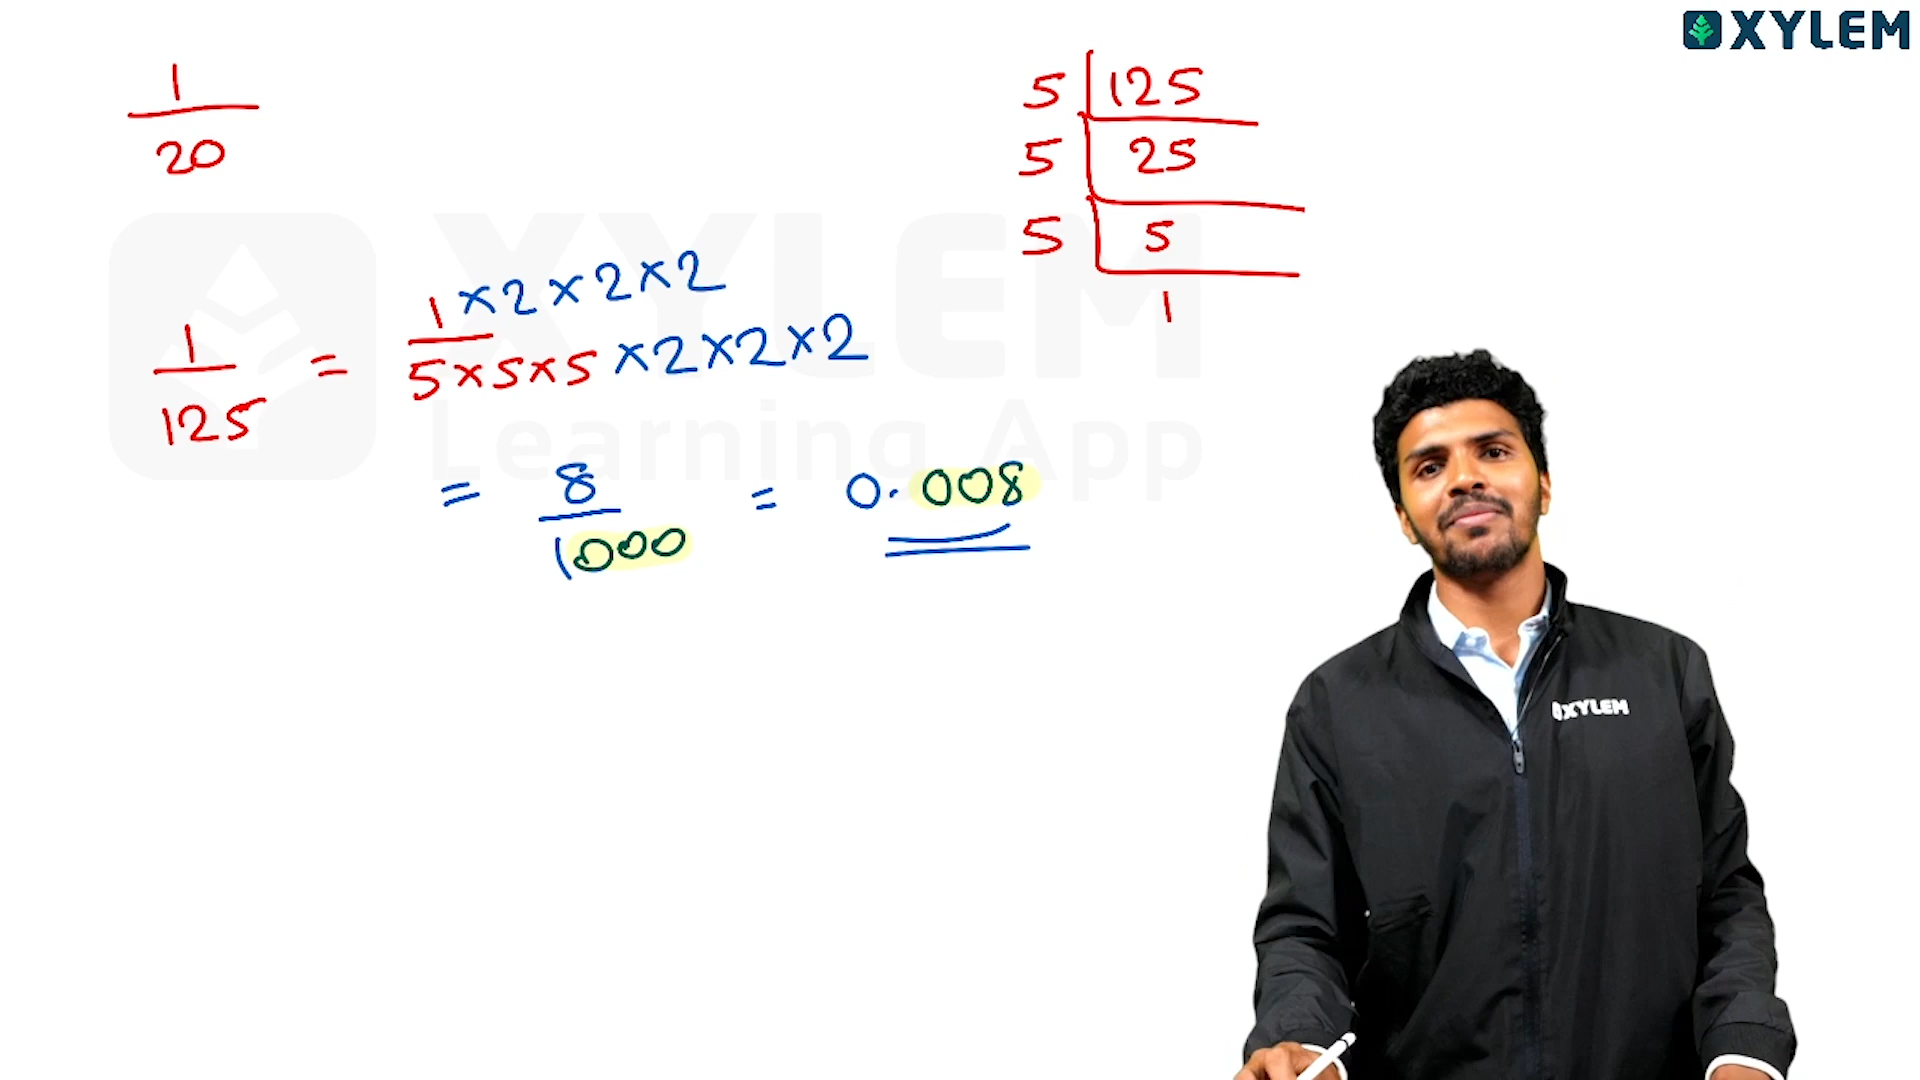 XYLEM
1
20
5 | 125
5 | 25
5 | 5
1
1/125 = 1×2×2×2 / 5×5×5×2×2×2
= 8/1000 = 0.008
XYLEM
Learning App
XYLEM